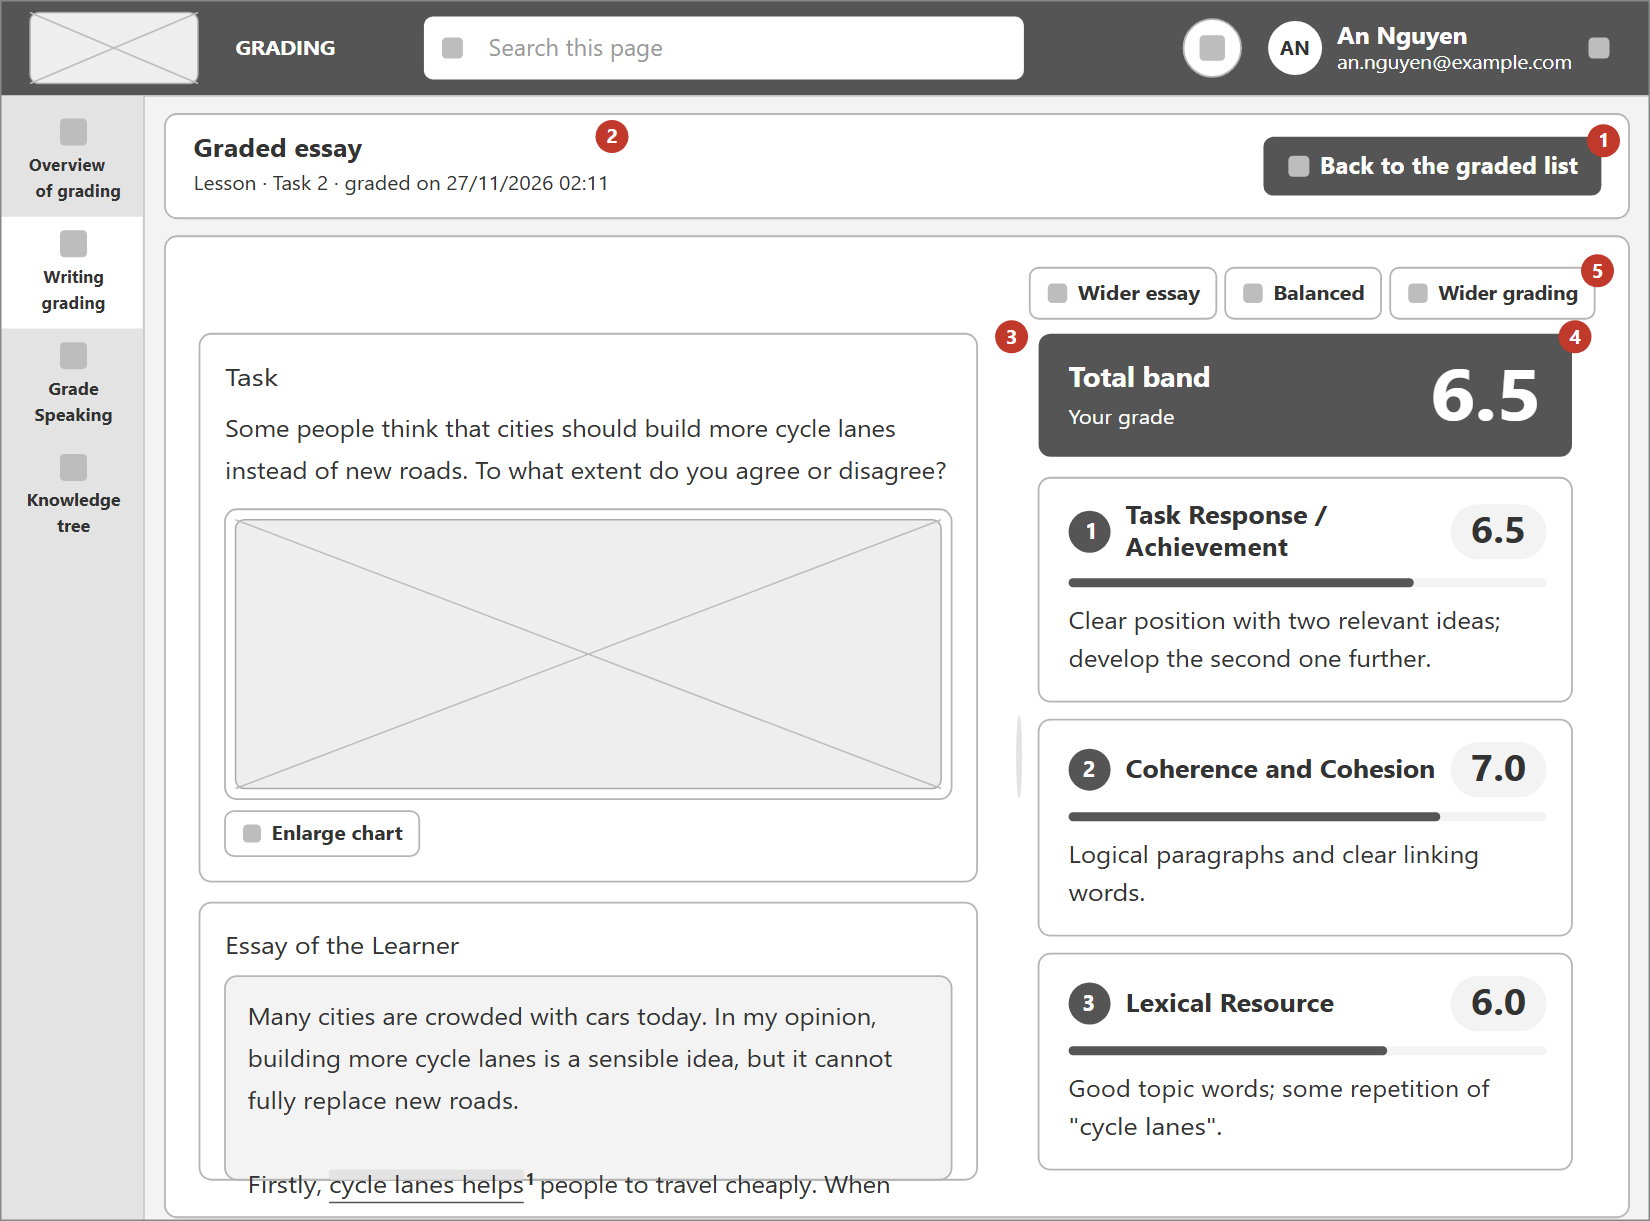 GRADING
Search this page
AN
An Nguyen
an.nguyen@example.com
Overview
of grading
Writing
grading
Grade
Speaking
Knowledge
tree
Graded essay
2
Lesson · Task 2 · graded on 27/11/2026 02:11
1
Back to the graded list
5
Wider essay
Balanced
Wider grading
Task
Some people think that cities should build more cycle lanes
instead of new roads. To what extent do you agree or disagree?
Enlarge chart
Essay of the Learner
Many cities are crowded with cars today. In my opinion,
building more cycle lanes is a sensible idea, but it cannot
fully replace new roads.
Firstly, cycle lanes helps¹ people to travel cheaply. When
3
4
Total band
Your grade
6.5
1
Task Response /
Achievement
6.5
Clear position with two relevant ideas;
develop the second one further.
2
Coherence and Cohesion
7.0
Logical paragraphs and clear linking
words.
3
Lexical Resource
6.0
Good topic words; some repetition of
"cycle lanes".